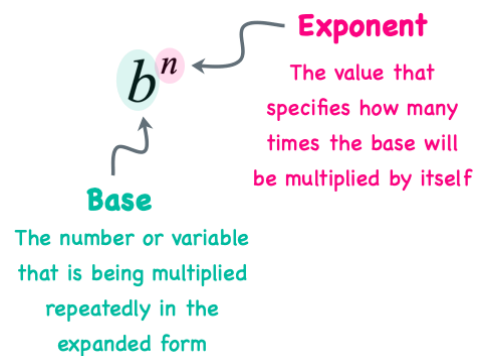 Exponent
The value that
specifies how many
times the base will
be multiplied by itself
bⁿ
Base
The number or variable
that is being multiplied
repeatedly in the
expanded form